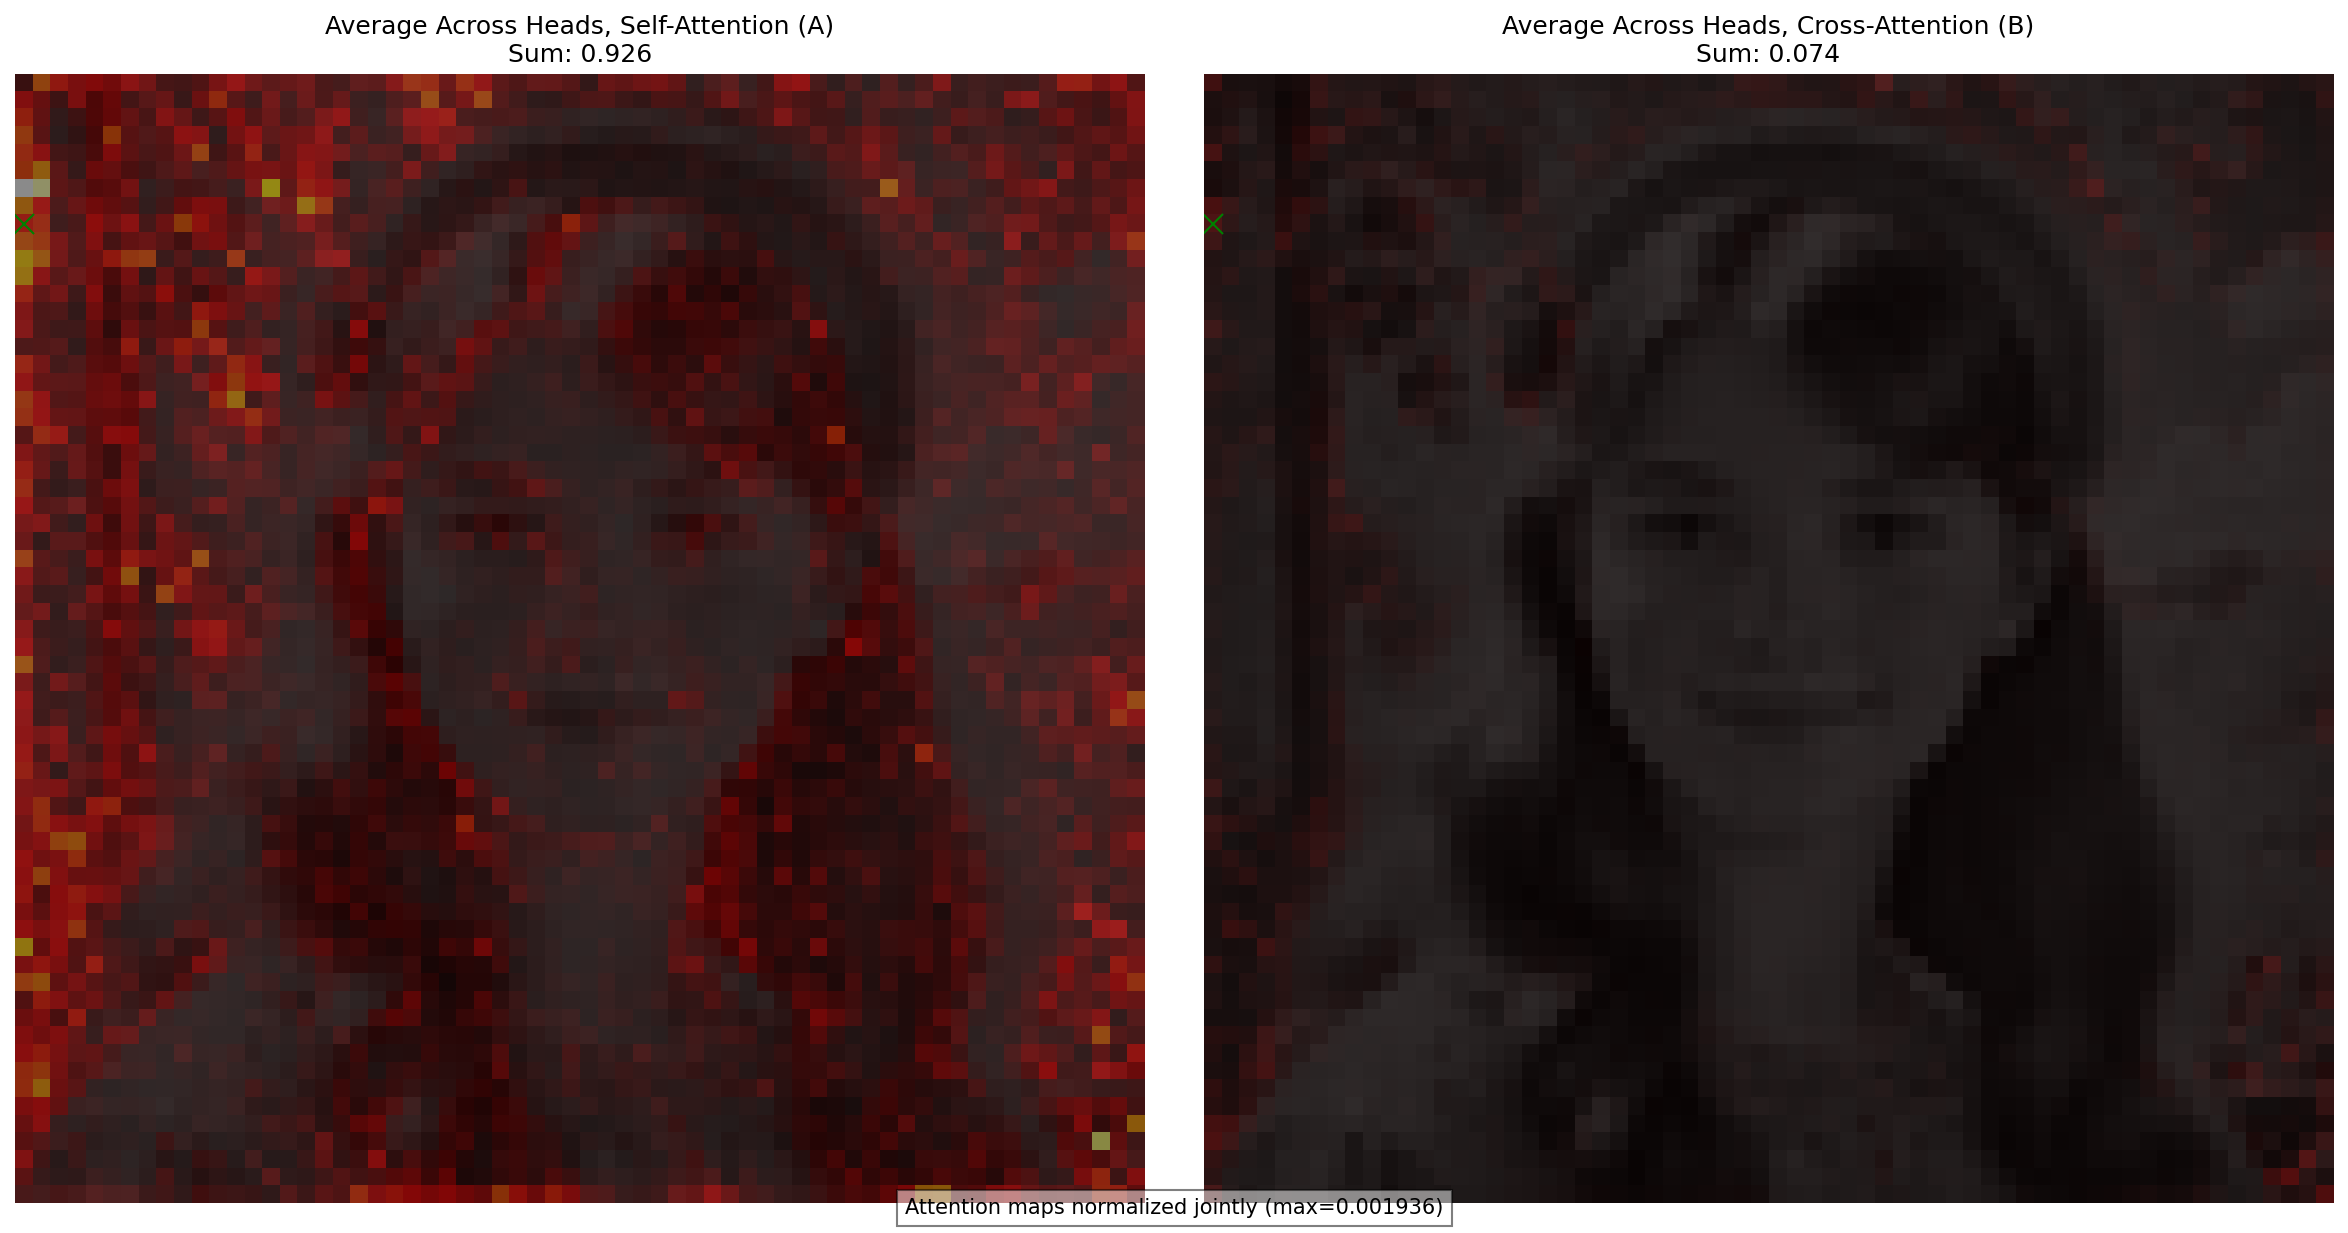 Average Across Heads, Self-Attention (A)
Sum: 0.926
Average Across Heads, Cross-Attention (B)
Sum: 0.074
Attention maps normalized jointly (max=0.001936)